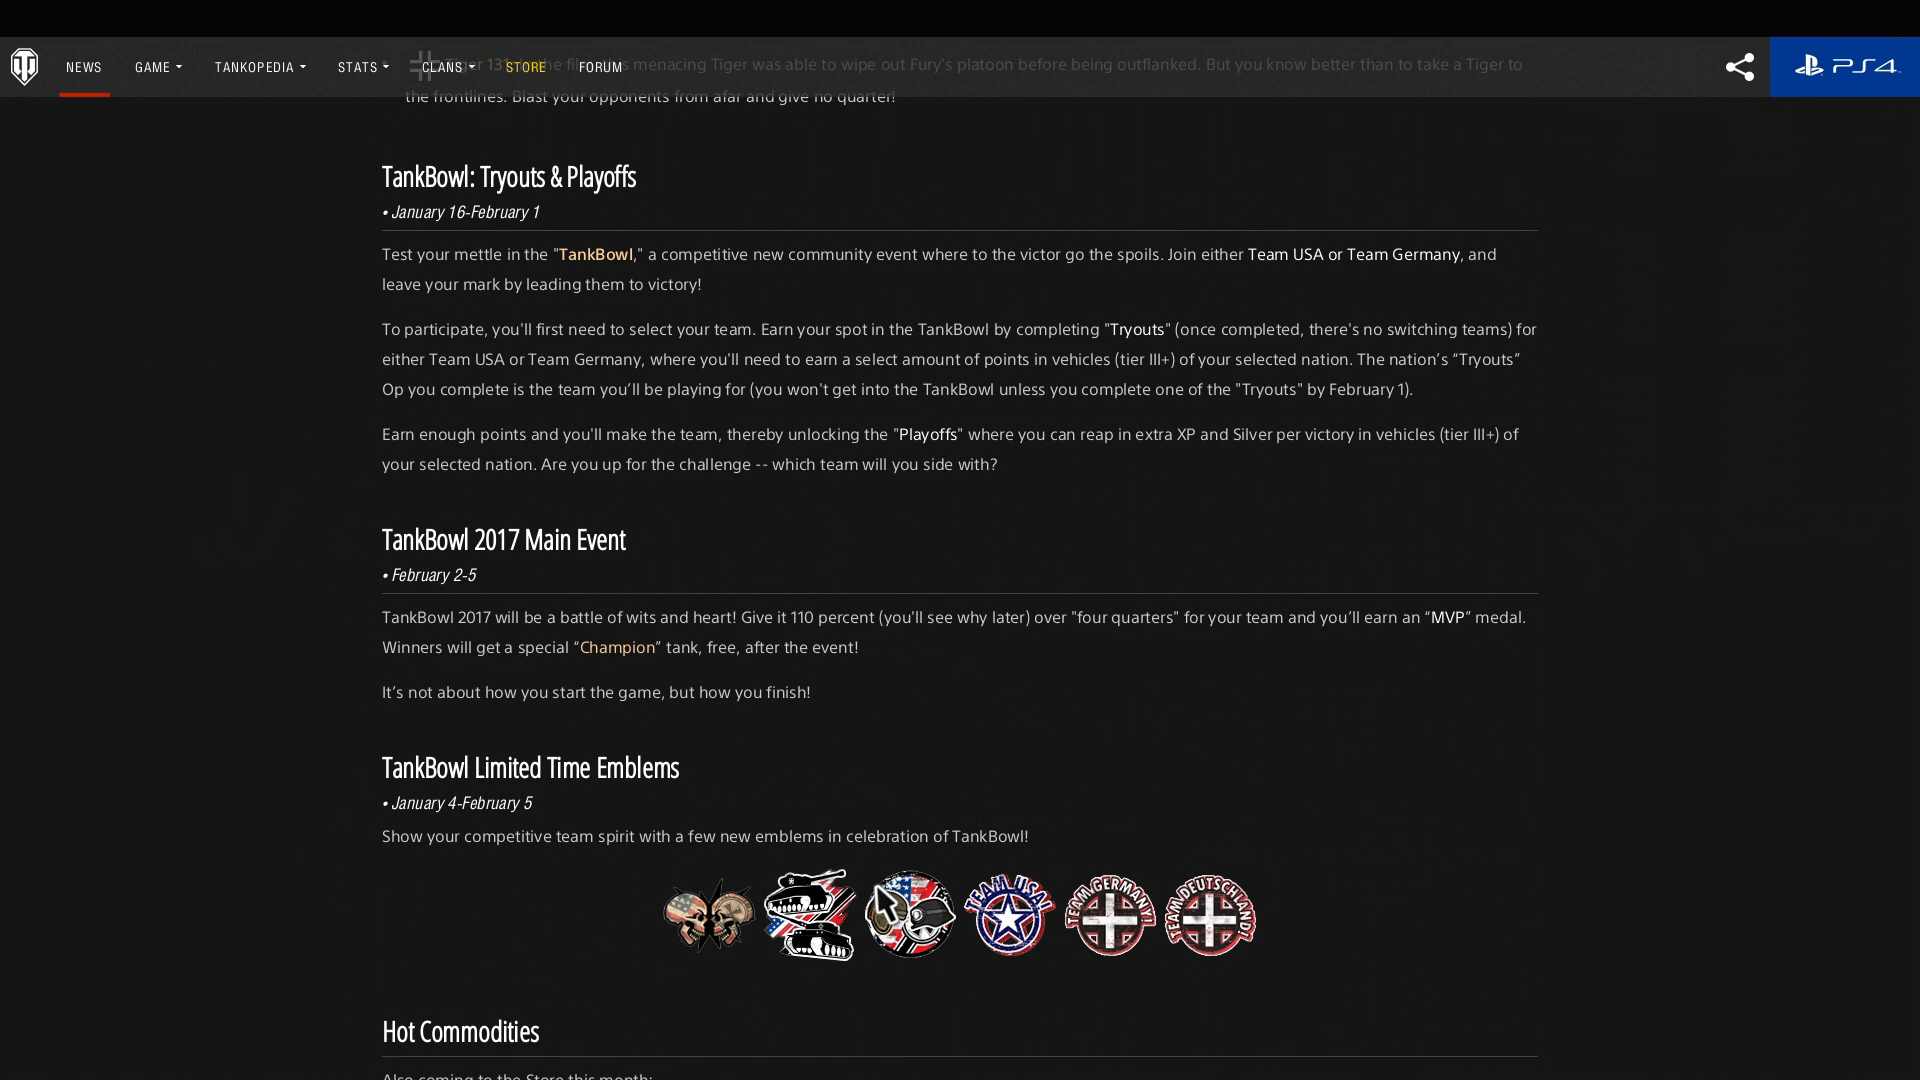 NEWS GAME TANKOPEDIA STATS CLANS STORE FORUM PS4
Tiger 131: In the film, this menacing Tiger was able to wipe out Fury's platoon before being outflanked. But you know better than to take a Tiger to
the frontlines. Blast your opponents from afar and give no quarter!
TankBowl: Tryouts & Playoffs
• January 16-February 1
Test your mettle in the "TankBowl," a competitive new community event where to the victor go the spoils. Join either Team USA or Team Germany, and
leave your mark by leading them to victory!
To participate, you'll first need to select your team. Earn your spot in the TankBowl by completing "Tryouts" (once completed, there's no switching teams) for
either Team USA or Team Germany, where you'll need to earn a select amount of points in vehicles (tier III+) of your selected nation. The nation’s “Tryouts”
Op you complete is the team you’ll be playing for (you won't get into the TankBowl unless you complete one of the "Tryouts" by February 1).
Earn enough points and you'll make the team, thereby unlocking the "Playoffs" where you can reap in extra XP and Silver per victory in vehicles (tier III+) of
your selected nation. Are you up for the challenge -- which team will you side with?
TankBowl 2017 Main Event
• February 2-5
TankBowl 2017 will be a battle of wits and heart! Give it 110 percent (you'll see why later) over "four quarters" for your team and you’ll earn an “MVP” medal.
Winners will get a special “Champion” tank, free, after the event!
It’s not about how you start the game, but how you finish!
TankBowl Limited Time Emblems
• January 4-February 5
Show your competitive team spirit with a few new emblems in celebration of TankBowl!
TEAM USA! TEAM GERMANY! TEAM DEUTSCHLAND!
Hot Commodities
Also coming to the Store this month: